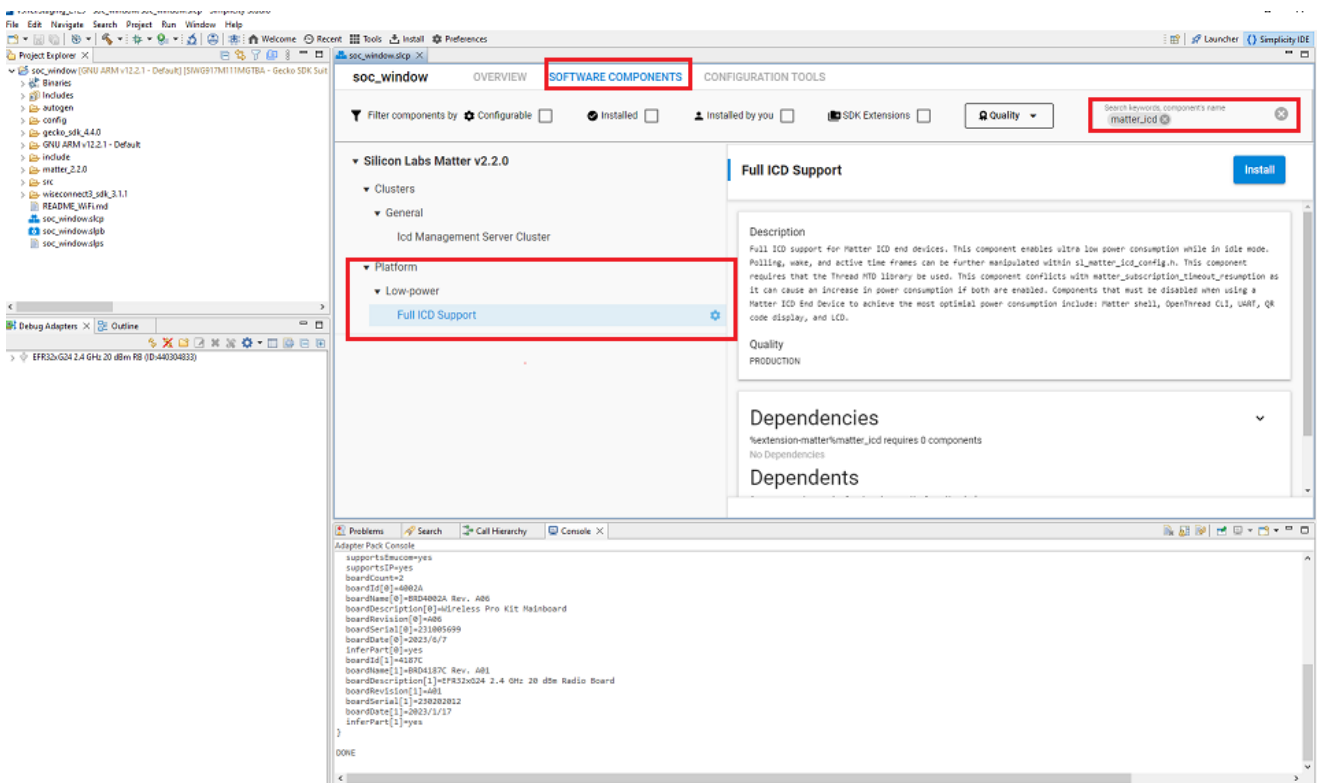 File Edit Navigate Search Project Run Window Help
Welcome Recent Tools Install Preferences
Launcher Simplicity IDE
Project Explorer
soc_window [GNU ARM v12.2.1 - Default] [SIWG917M111MGTBA - Gecko SDK Suit
Binaries
Includes
autogen
config
gecko_sdk_4.4.0
GNU ARM v12.2.1 - Default
include
matter_2.2.0
src
wiseconnect3_sdk_3.1.1
README_WiFi.md
soc_window.slcp
soc_window.slpb
soc_window.slps
Debug Adapters Outline
EFR32xG24 2.4 GHz 20 dBm RB (ID:440304833)
soc_window.slcp
soc_window OVERVIEW SOFTWARE COMPONENTS CONFIGURATION TOOLS
Filter components by Configurable Installed Installed by you SDK Extensions Quality
Search keywords, component's name
matter_icd
Silicon Labs Matter v2.2.0
Clusters
General
Icd Management Server Cluster
Platform
Low-power
Full ICD Support
Full ICD Support
Install
Description
Full ICD support for Matter ICD end devices. This component enables ultra low power consumption while in idle mode.
Polling, wake, and active time frames can be further manipulated within sl_matter_icd_config.h. This component
requires that the Thread MTD library be used. This component conflicts with matter_subscription_timeout_resumption as
it can cause an increase in power consumption if both are enabled. Components that must be disabled when using a
Matter ICD End Device to achieve the most optimial power consumption include: Matter shell, OpenThread CLI, UART, QR
code display, and LCD.
Quality
PRODUCTION
Dependencies
%extension-matter%matter_icd requires 0 components
No Dependencies
Dependents
Problems Search Call Hierarchy Console
Adapter Pack Console
supportsEmucom=yes
supportsIP=yes
boardCount=2
boardId[0]=4002A
boardName[0]=BRD4002A Rev. A06
boardDescription[0]=Wireless Pro Kit Mainboard
boardRevision[0]=A06
boardSerial[0]=231005699
boardDate[0]=2023/6/7
inferPart[0]=yes
boardId[1]=4187C
boardName[1]=BRD4187C Rev. A01
boardDescription[1]=EFR32xG24 2.4 GHz 20 dBm Radio Board
boardRevision[1]=A01
boardSerial[1]=230202012
boardDate[1]=2023/1/17
inferPart[1]=yes
}
DONE